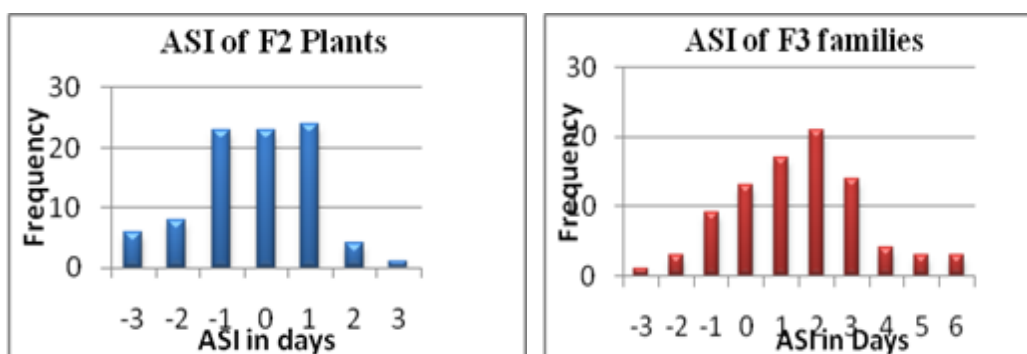 ASI of F2 Plants
30
20
10
0
Frequency
-3 -2 -1 0 1 2 3
ASI in days
ASI of F3 families
30
20
10
0
Frequency
-3 -2 -1 0 1 2 3 4 5 6
ASI in Days